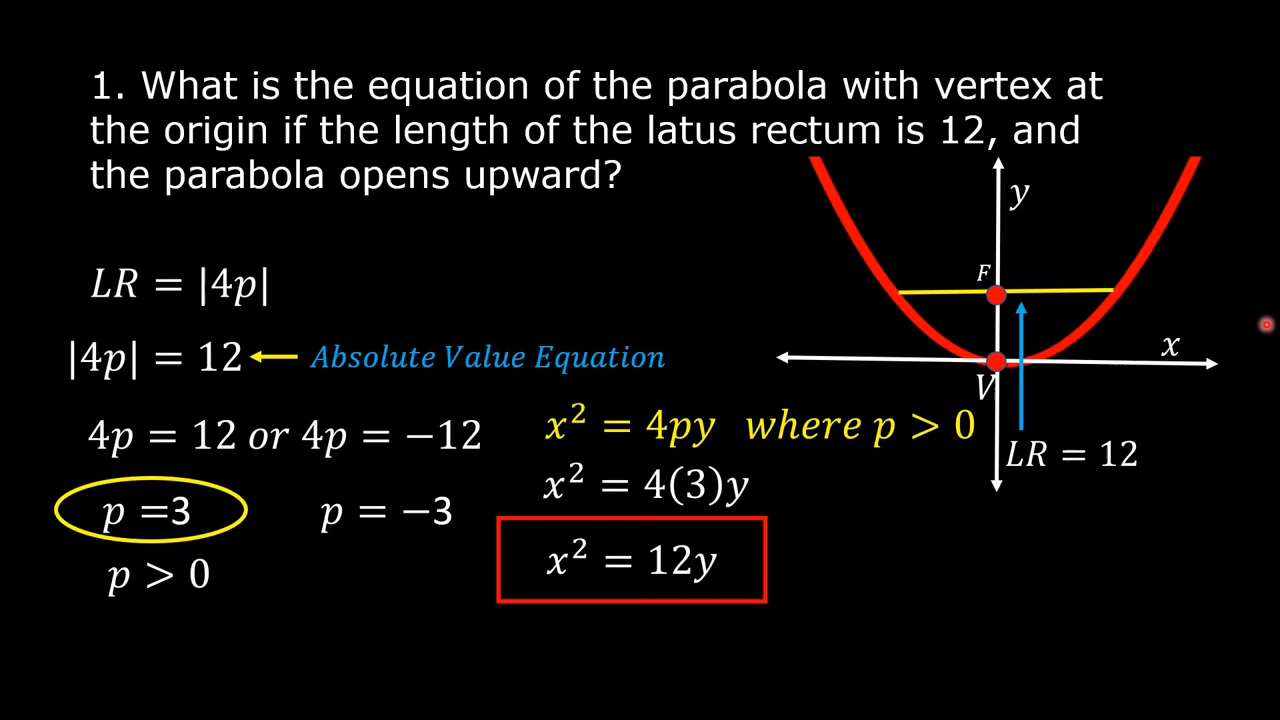 1. What is the equation of the parabola with vertex at
the origin if the length of the latus rectum is 12, and
the parabola opens upward?
y
F
LR = |4p|
x
|4p| = 12
Absolute Value Equation
V
4p = 12 or 4p = −12
x² = 4py where p > 0
LR = 12
x² = 4(3)y
p =3
p = −3
x² = 12y
p > 0